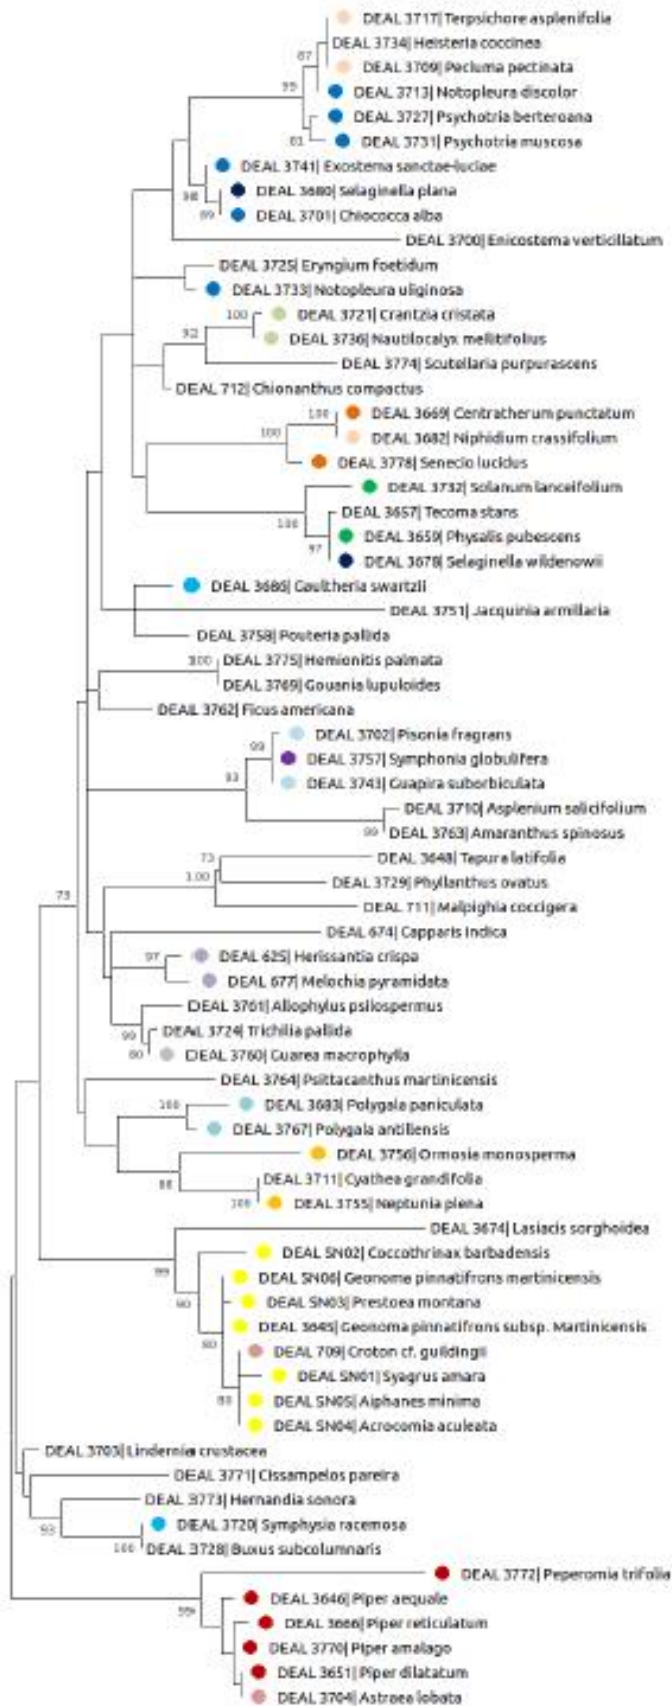 DEAL 3717| Terpsichore asplenifolia
87
DEAL 3734| Heisteria coccinea
DEAL 3709| Pecluma pectinata
99
DEAL 3713| Notopleura discolor
DEAL 3727| Psychotria berteroana
81
DEAL 3731| Psychotria muscosa
DEAL 3741| Exostema sanctae-luciae
98
DEAL 3680| Selaginella plana
89
DEAL 3701| Chiococca alba
DEAL 3700| Enicostema verticillatum
DEAL 3725| Eryngium foetidum
DEAL 3733| Notopleura uliginosa
100
DEAL 3721| Crantzia cristata
92
DEAL 3736| Nautilocalyx mellitifolius
DEAL 3774| Scutellaria purpurascens
DEAL 712| Chionanthus compactus
100
DEAL 3669| Centratherum punctatum
100
DEAL 3682| Niphidium crassifolium
DEAL 3778| Senecio lucidus
DEAL 3732| Solanum lanceifolium
DEAL 3657| Tecoma stans
100
DEAL 3659| Physalis pubescens
97
DEAL 3678| Selaginella wildenowii
DEAL 3686| Gaultheria swartzii
DEAL 3751| Jacquinia armillaria
DEAL 3758| Pouteria pallida
100
DEAL 3775| Hemionitis palmata
DEAL 3769| Gouania lupuloides
DEAL 3762| Ficus americana
DEAL 3702| Pisonia fragrans
99
DEAL 3757| Symphonia globulifera
93
DEAL 3743| Guapira suborbiculata
DEAL 3710| Asplenium salicifolium
99
DEAL 3763| Amaranthus spinosus
73
DEAL 3648| Tapura latifolia
100
DEAL 3729| Phyllanthus ovatus
73
DEAL 711| Malpighia coccigera
DEAL 674| Capparis indica
97
DEAL 625| Herissantia crispa
DEAL 677| Melochia pyramidata
DEAL 3761| Allophylus psilospermus
99
DEAL 3724| Trichilia pallida
80
DEAL 3760| Guarea macrophylla
DEAL 3764| Psittacanthus martinicensis
100
DEAL 3683| Polygala paniculata
DEAL 3767| Polygala antillensis
DEAL 3756| Ormosia monosperma
88
DEAL 3711| Cyathea grandifolia
100
DEAL 3755| Neptunia plena
DEAL 3674| Lasiacis sorghoidea
99
DEAL SN02| Coccothrinax barbadensis
DEAL SN06| Geonoma pinnatifrons martinicensis
90
DEAL SN03| Prestoea montana
DEAL 3645| Geonoma pinnatifrons subsp. Martinicensis
80
DEAL 709| Croton cf. guildingii
DEAL SN01| Syagrus amara
80
DEAL SN05| Aiphanes minima
DEAL SN04| Acrocomia aculeata
DEAL 3703| Lindernia crustacea
DEAL 3771| Cissampelos pareira
DEAL 3773| Hernandia sonora
93
DEAL 3720| Symphysia racemosa
100
DEAL 3728| Buxus subcolumnaris
DEAL 3772| Peperomia trifolia
DEAL 3646| Piper aequale
99
DEAL 3666| Piper reticulatum
DEAL 3770| Piper amalago
DEAL 3651| Piper dilatatum
DEAL 3704| Astraea lobata